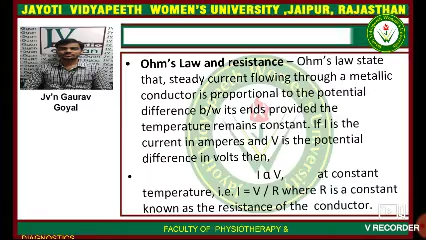 JAYOTI VIDYAPEETH WOMEN'S UNIVERSITY ,JAIPUR, RAJASTHAN
Jv'n Gaurav
Goyal
• Ohm's Law and resistance – Ohm's law state
that, steady current flowing through a metallic
conductor is proportional to the potential
difference b/w its ends provided the
temperature remains constant. If I is the
current in amperes and V is the potential
difference in volts then,
• I α V, at constant
temperature, i.e. I = V / R where R is a constant
known as the resistance of the conductor.
FACULTY OF PHYSIOTHERAPY &
DIAGNOSTICS
V RECORDER